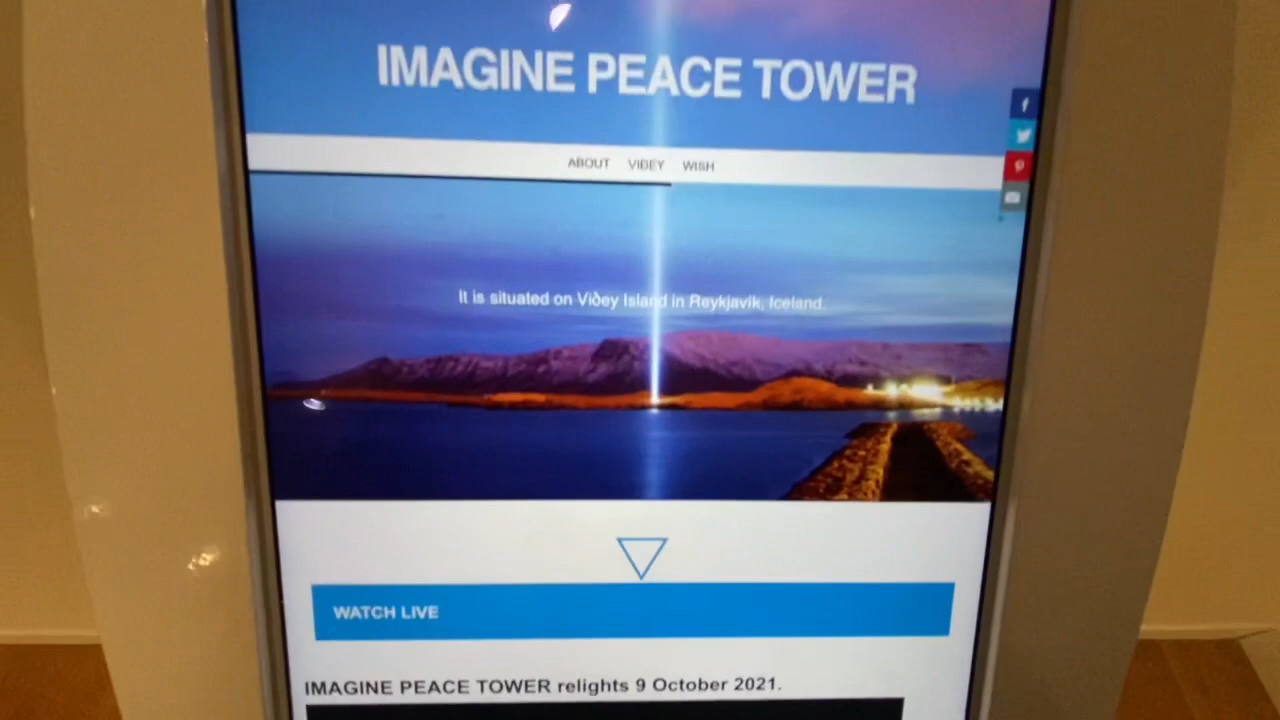 IMAGINE PEACE TOWER
ABOUT VIÐEY WISH
It is situated on Viðey Island in Reykjavik, Iceland.
WATCH LIVE
IMAGINE PEACE TOWER relights 9 October 2021.